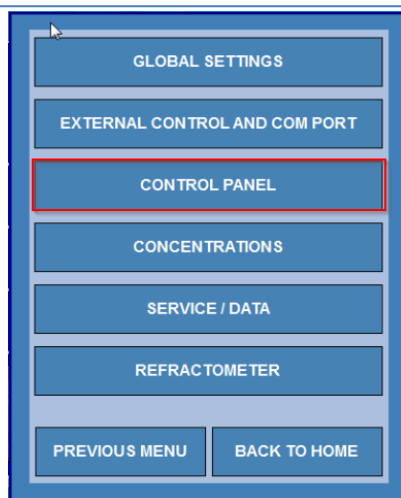 GLOBAL SETTINGS
EXTERNAL CONTROL AND COM PORT
CONTROL PANEL
CONCENTRATIONS
SERVICE / DATA
REFRACTOMETER
PREVIOUS MENU
BACK TO HOME